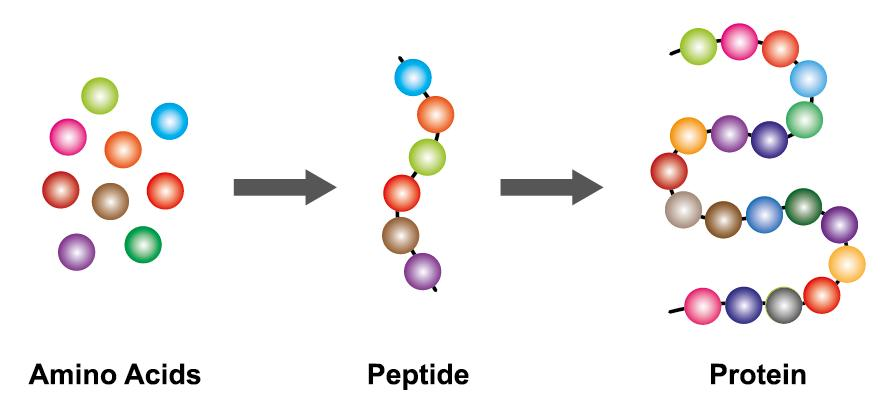 Amino Acids
Peptide
Protein